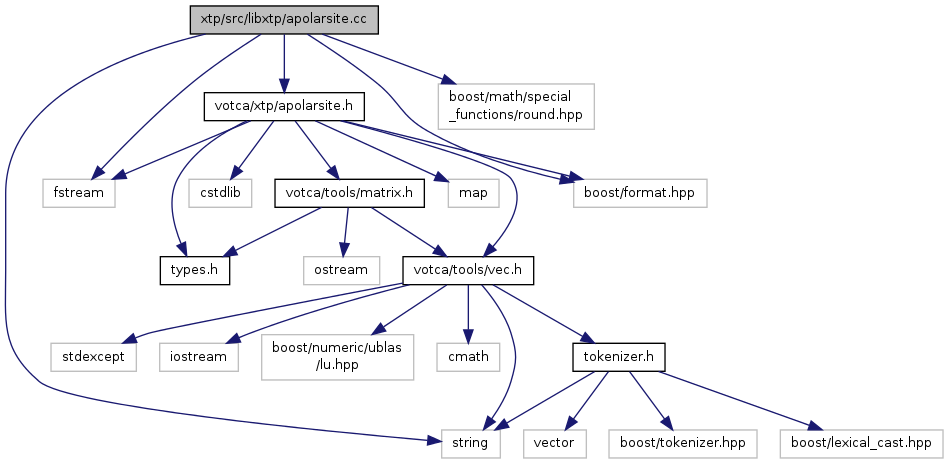 xtp/src/libxtp/apolarsite.cc
votca/xtp/apolarsite.h
boost/math/special
_functions/round.hpp
fstream
cstdlib
votca/tools/matrix.h
map
boost/format.hpp
types.h
ostream
votca/tools/vec.h
stdexcept
iostream
boost/numeric/ublas
/lu.hpp
cmath
tokenizer.h
string
vector
boost/tokenizer.hpp
boost/lexical_cast.hpp